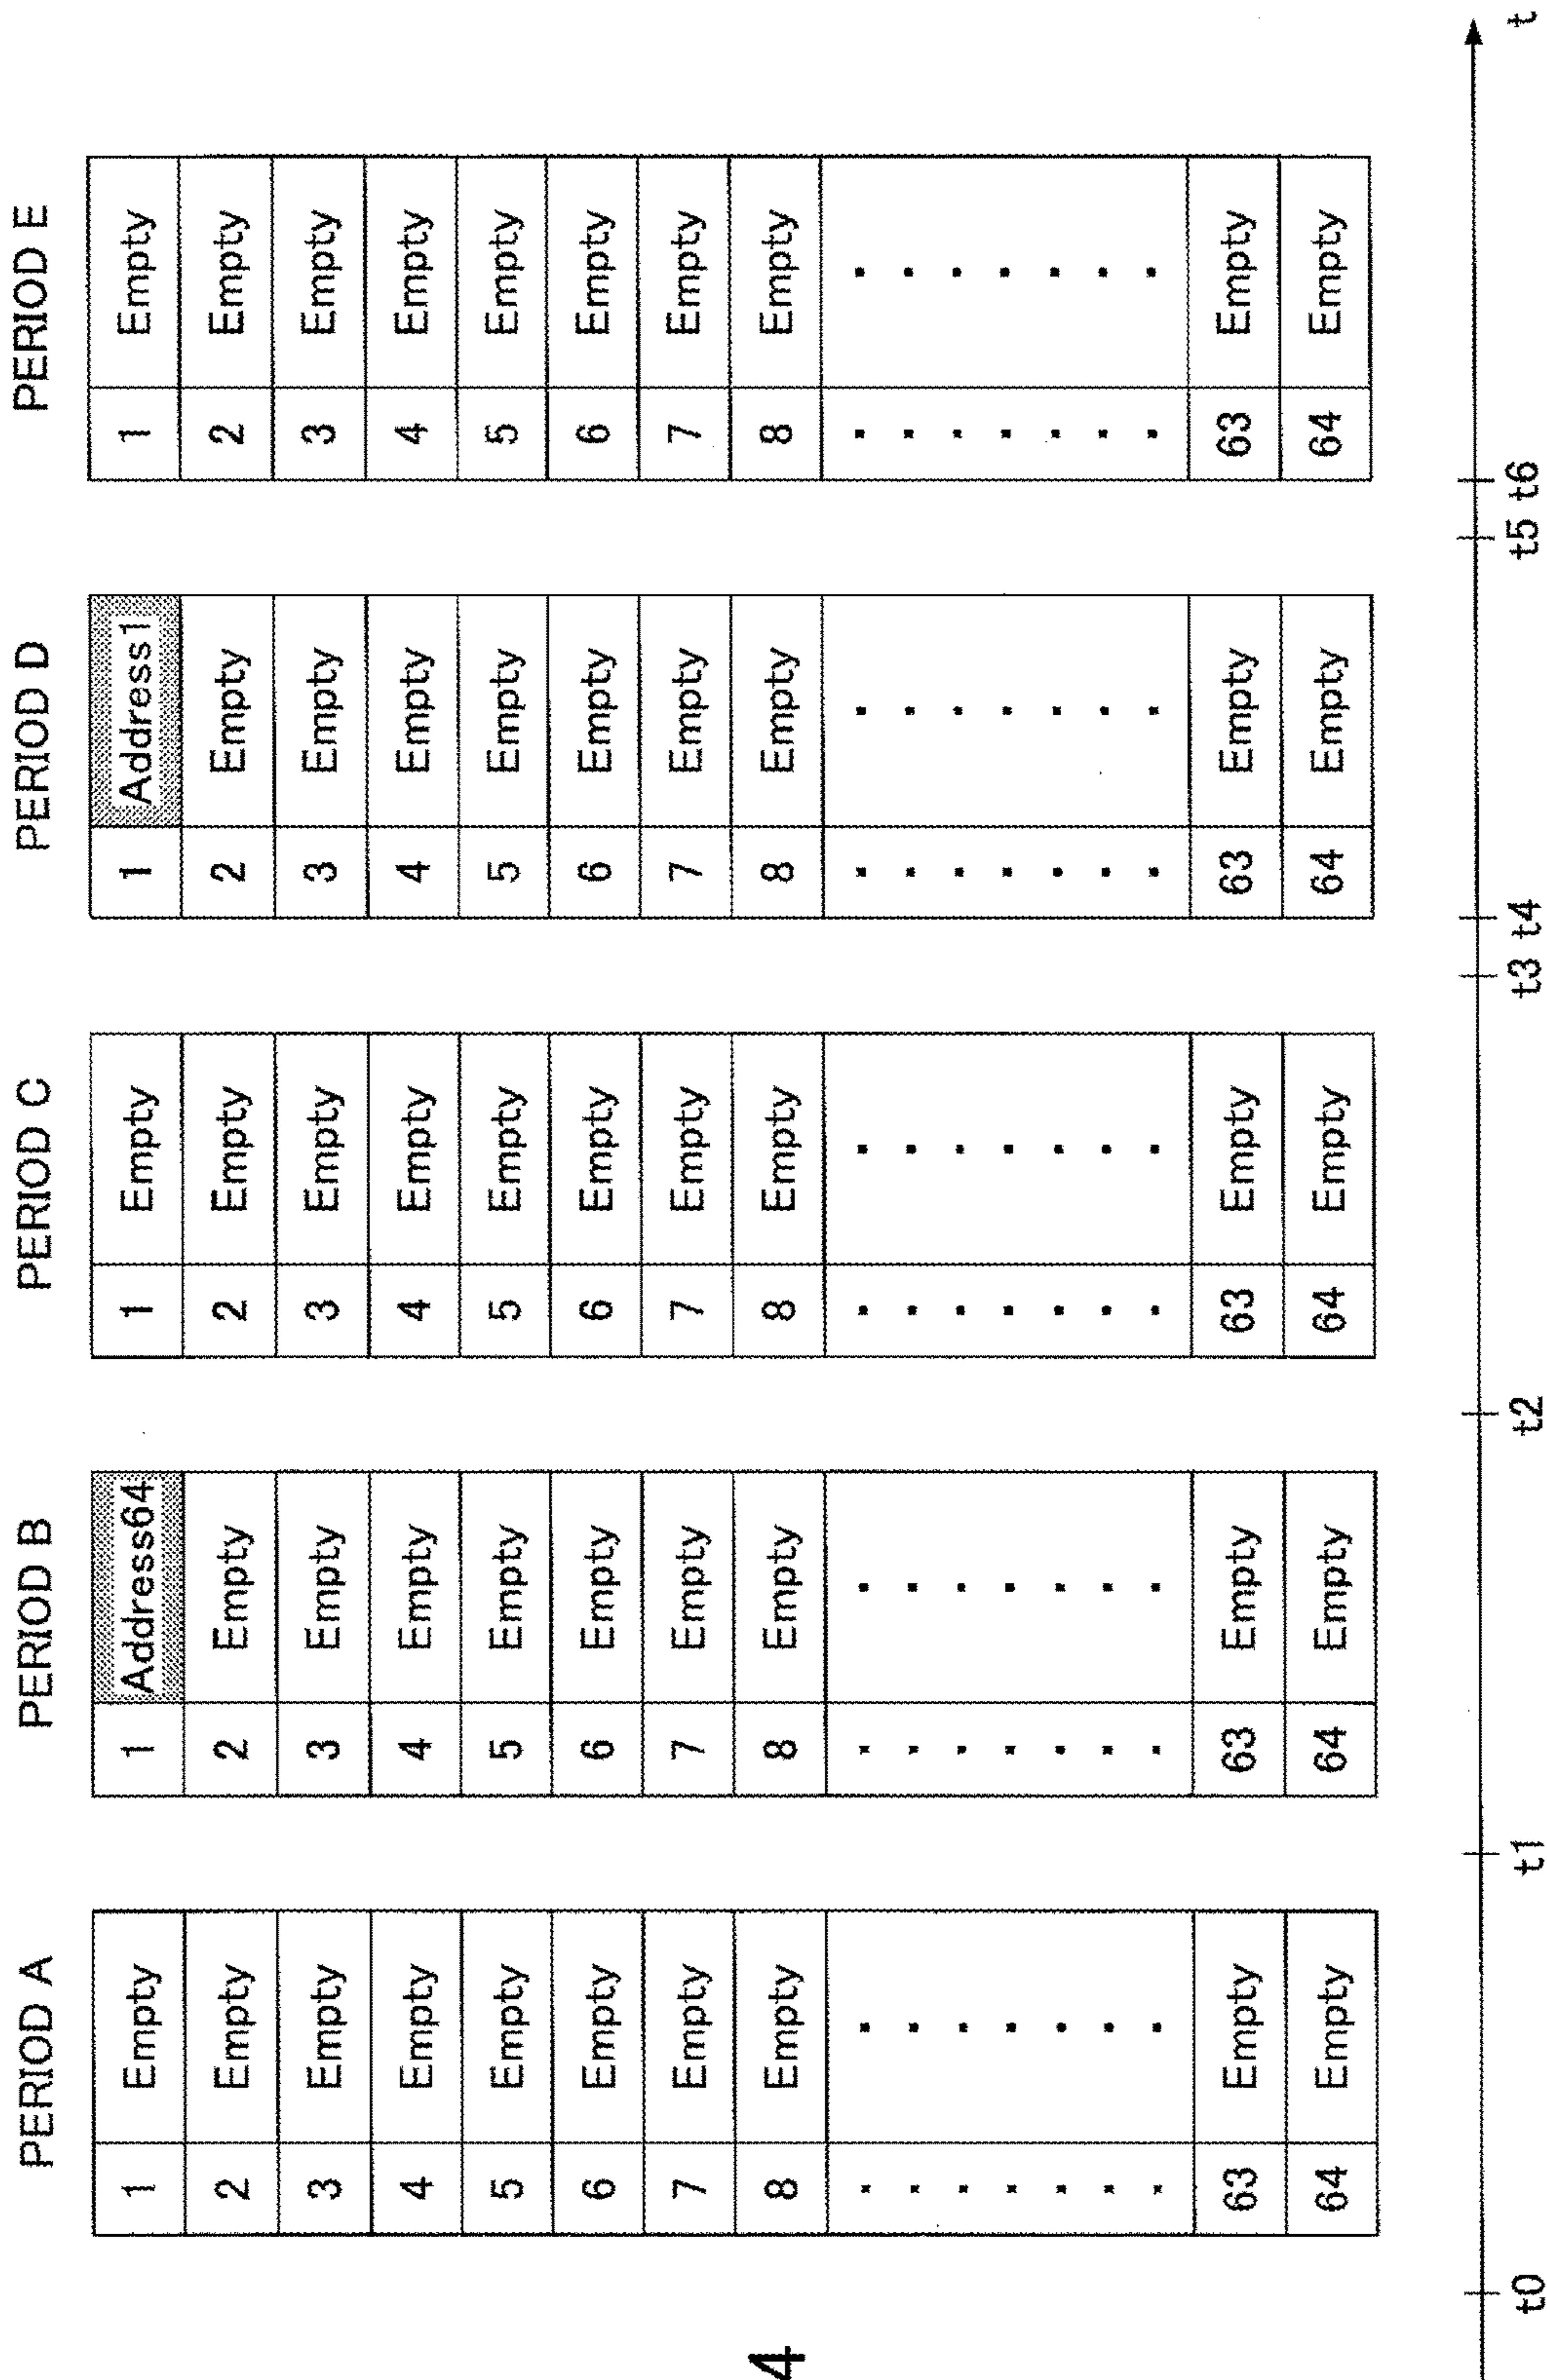 PERIOD A PERIOD B PERIOD C PERIOD D PERIOD E
1 Empty 1 Address64 1 Empty 1 Address1 1 Empty
2 Empty 2 Empty 2 Empty 2 Empty 2 Empty
3 Empty 3 Empty 3 Empty 3 Empty 3 Empty
4 Empty 4 Empty 4 Empty 4 Empty 4 Empty
5 Empty 5 Empty 5 Empty 5 Empty 5 Empty
6 Empty 6 Empty 6 Empty 6 Empty 6 Empty
7 Empty 7 Empty 7 Empty 7 Empty 7 Empty
4
8 Empty 8 Empty 8 Empty 8 Empty 8 Empty
63 Empty 63 Empty 63 Empty 63 Empty 63 Empty
64 Empty 64 Empty 64 Empty 64 Empty 64 Empty
t0 t1 t2 t3 t4 t5 t6 t